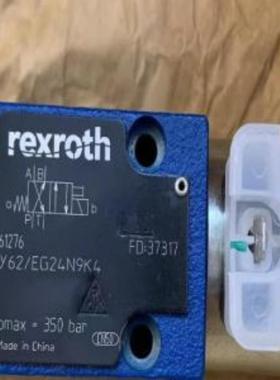 rexroth
A B
b
P T
61276
FD:37317
Y62/EG24N9K4
pmax = 350 bar
Made in China